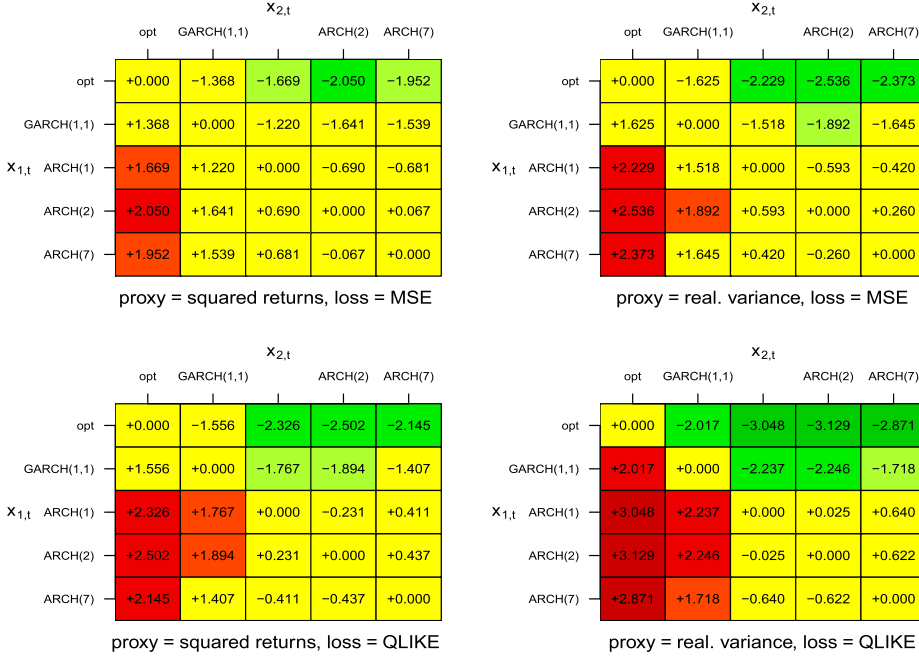 x2,t
opt GARCH(1,1) ARCH(2) ARCH(7)
opt +0.000 −1.368 −1.669 −2.050 −1.952
GARCH(1,1) +1.368 +0.000 −1.220 −1.641 −1.539
x1,t ARCH(1) +1.669 +1.220 +0.000 −0.690 −0.681
ARCH(2) +2.050 +1.641 +0.690 +0.000 +0.067
ARCH(7) +1.952 +1.539 +0.681 −0.067 +0.000
proxy = squared returns, loss = MSE
x2,t
opt GARCH(1,1) ARCH(2) ARCH(7)
opt +0.000 −1.625 −2.229 −2.536 −2.373
GARCH(1,1) +1.625 +0.000 −1.518 −1.892 −1.645
x1,t ARCH(1) +2.229 +1.518 +0.000 −0.593 −0.420
ARCH(2) +2.536 +1.892 +0.593 +0.000 +0.260
ARCH(7) +2.373 +1.645 +0.420 −0.260 +0.000
proxy = real. variance, loss = MSE
x2,t
opt GARCH(1,1) ARCH(2) ARCH(7)
opt +0.000 −1.556 −2.326 −2.502 −2.145
GARCH(1,1) +1.556 +0.000 −1.767 −1.894 −1.407
x1,t ARCH(1) +2.326 +1.767 +0.000 −0.231 +0.411
ARCH(2) +2.502 +1.894 +0.231 +0.000 +0.437
ARCH(7) +2.145 +1.407 −0.411 −0.437 +0.000
proxy = squared returns, loss = QLIKE
x2,t
opt GARCH(1,1) ARCH(2) ARCH(7)
opt +0.000 −2.017 −3.048 −3.129 −2.871
GARCH(1,1) +2.017 +0.000 −2.237 −2.246 −1.718
x1,t ARCH(1) +3.048 +2.237 +0.000 +0.025 +0.640
ARCH(2) +3.129 +2.246 −0.025 +0.000 +0.622
ARCH(7) +2.871 +1.718 −0.640 −0.622 +0.000
proxy = real. variance, loss = QLIKE